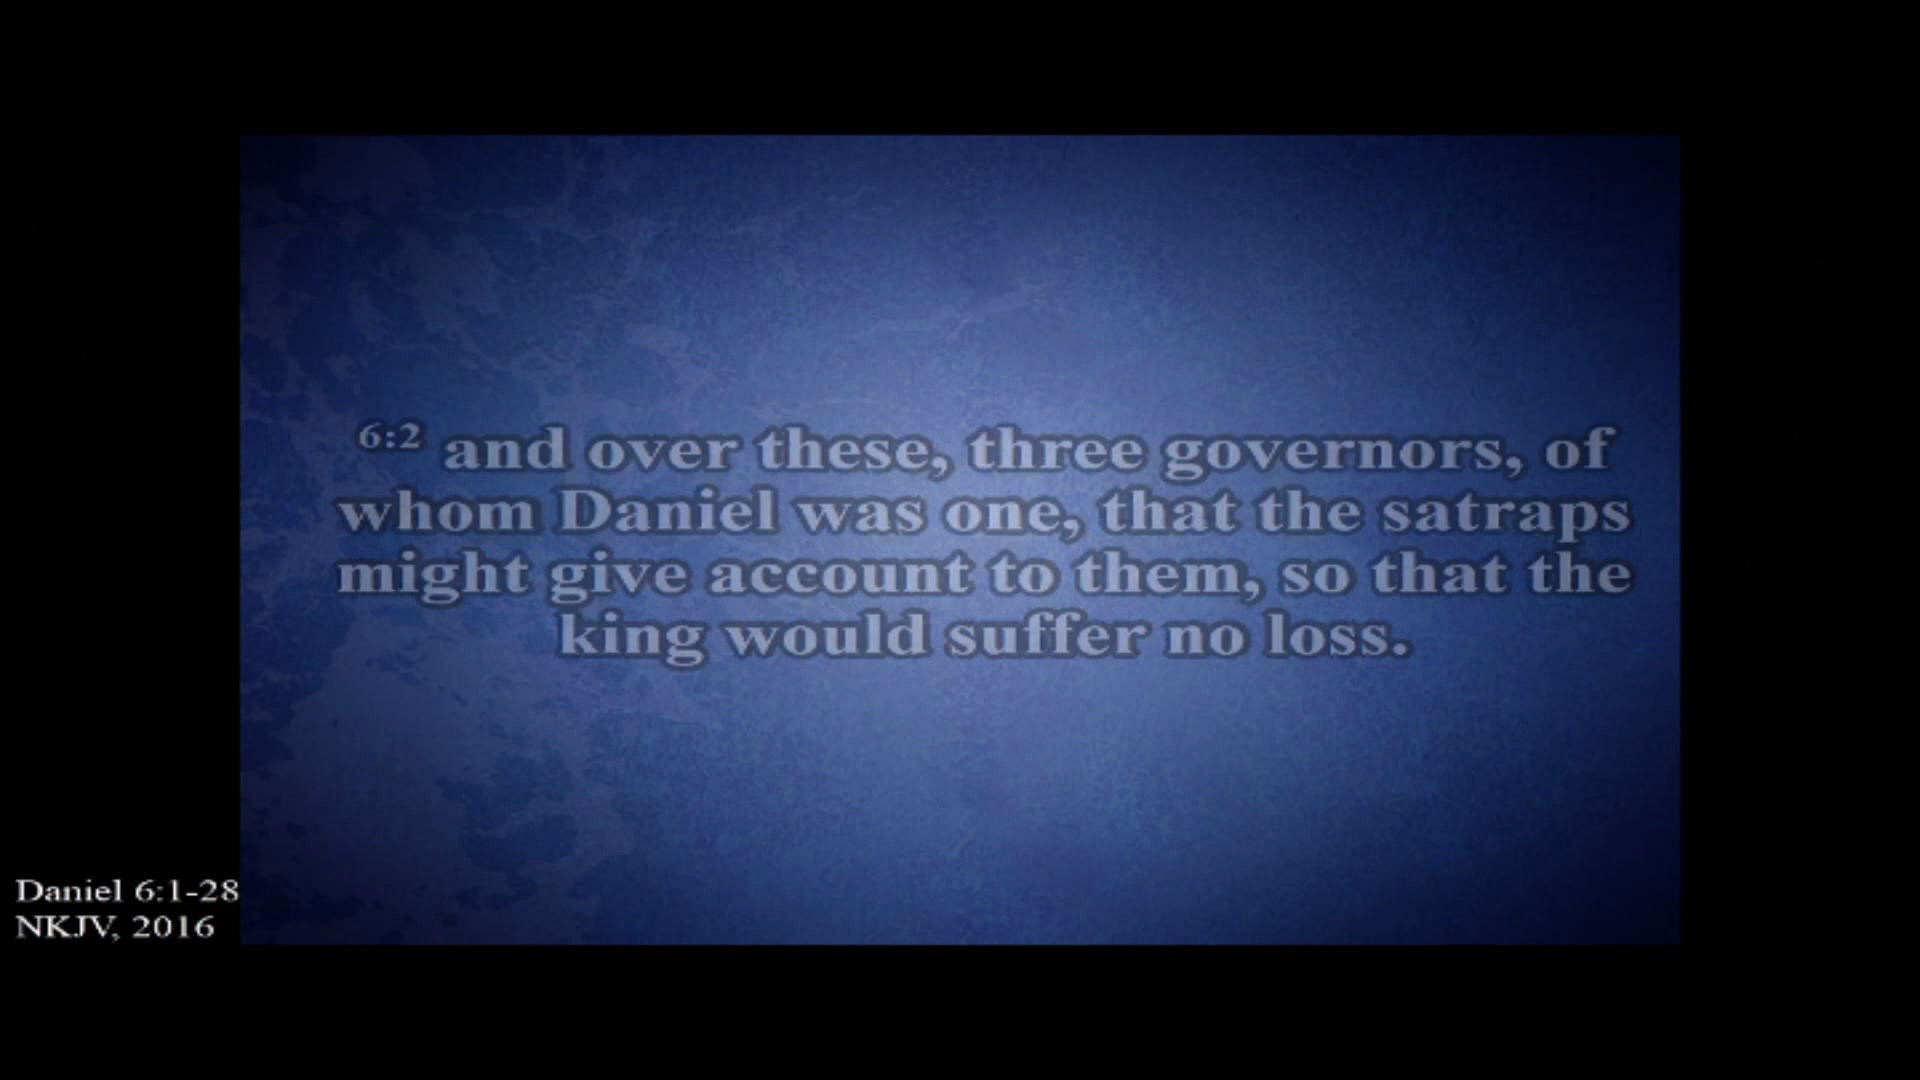 6:2 and over these, three governors, of
whom Daniel was one, that the satraps
might give account to them, so that the
king would suffer no loss.
Daniel 6:1-28
NKJV, 2016